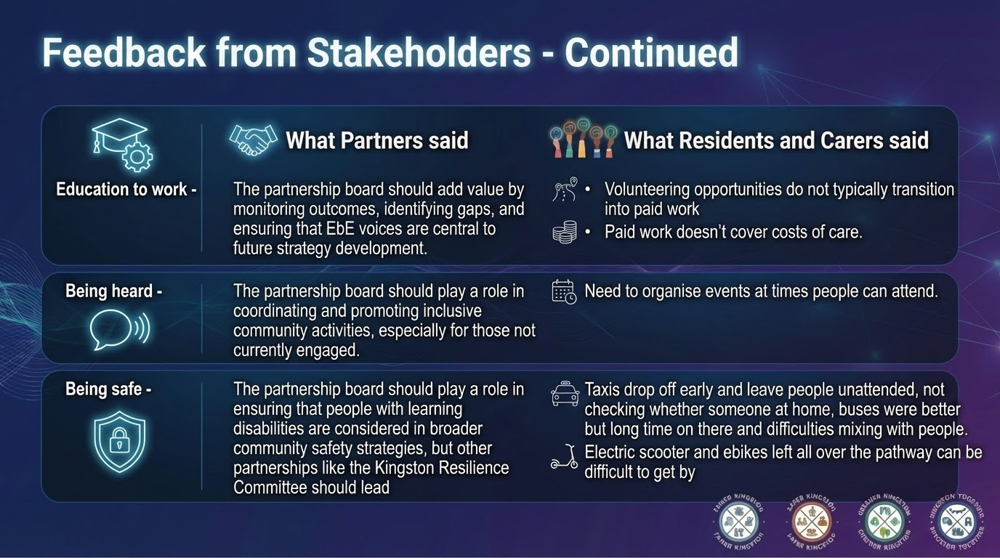 Feedback from Stakeholders - Continued
What Partners said
What Residents and Carers said
Education to work -
The partnership board should add value by
monitoring outcomes, identifying gaps, and
ensuring that EbE voices are central to
future strategy development.
• Volunteering opportunities do not typically transition
into paid work
• Paid work doesn't cover costs of care.
Being heard -
The partnership board should play a role in
coordinating and promoting inclusive
community activities, especially for those not
currently engaged.
Need to organise events at times people can attend.
Being safe -
The partnership board should play a role in
ensuring that people with learning
disabilities are considered in broader
community safety strategies, but other
partnerships like the Kingston Resilience
Committee should lead
Taxis drop off early and leave people unattended, not
checking whether someone at home, buses were better
but long time on there and difficulties mixing with people.
Electric scooter and ebikes left all over the pathway can be
difficult to get by